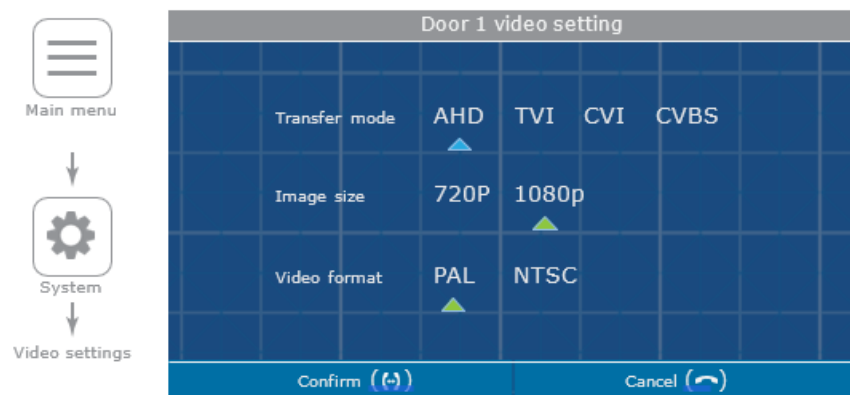 Main menu
System
Video settings
Door 1 video setting
Transfer mode AHD TVI CVI CVBS
Image size 720P 1080p
Video format PAL NTSC
Confirm Cancel